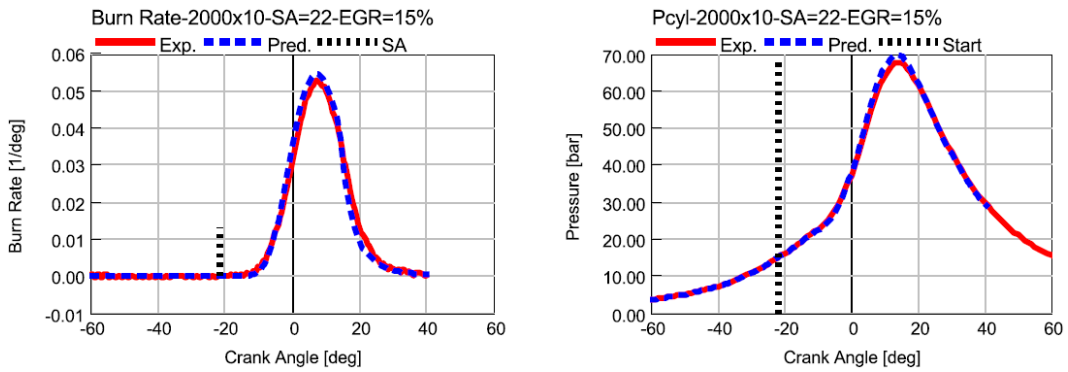 Burn Rate-2000x10-SA=22-EGR=15%
Exp. Pred. SA
0.06
0.05
0.04
0.03
0.02
0.01
0.00
-0.01
-60 -40 -20 0 20 40 60
Burn Rate [1/deg]
Crank Angle [deg]
Pcyl-2000x10-SA=22-EGR=15%
Exp. Pred. Start
70.00
60.00
50.00
40.00
30.00
20.00
10.00
0.00
-60 -40 -20 0 20 40 60
Pressure [bar]
Crank Angle [deg]